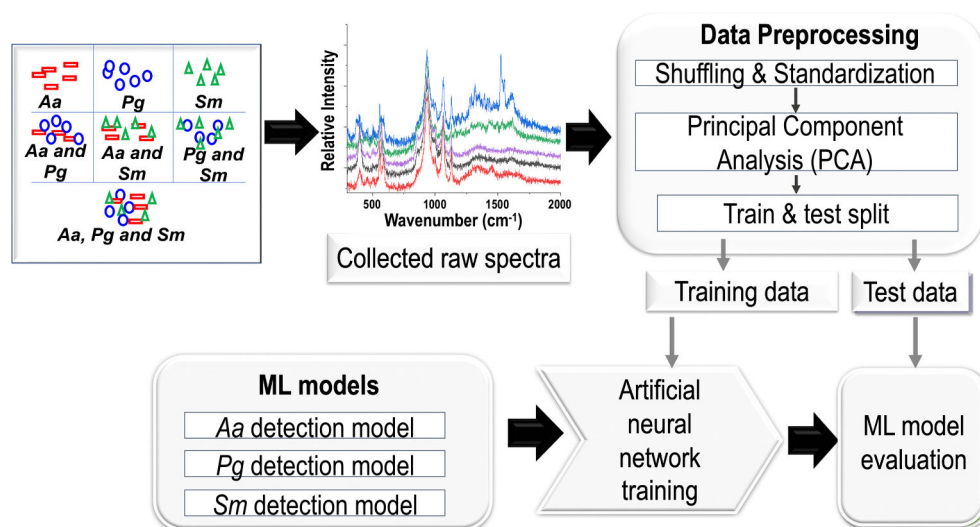 Aa
Pg
Sm
Aa and
Pg
Aa and
Sm
Pg and
Sm
Aa, Pg and Sm
Relative Intensity
500
1000
1500
2000
Wavenumber (cm⁻¹)
Collected raw spectra
Data Preprocessing
Shuffling & Standardization
Principal Component
Analysis (PCA)
Train & test split
Training data
Test data
ML models
Aa detection model
Pg detection model
Sm detection model
Artificial
neural
network
training
ML model
evaluation